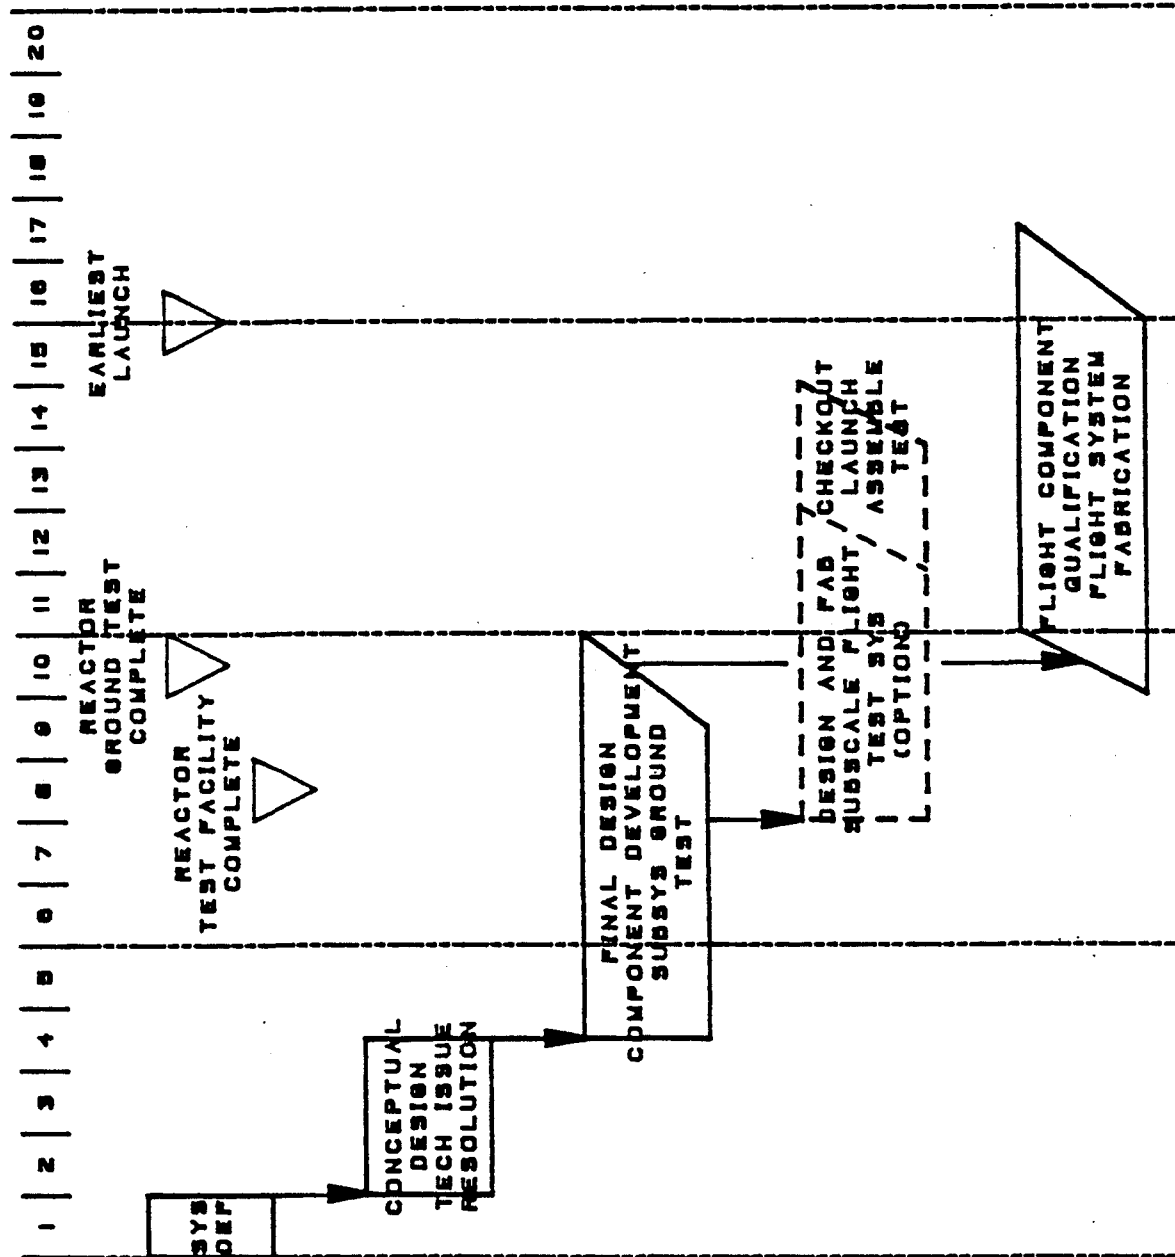 1 2 3 4 5 6 7 8 9 10 11 12 13 14 15 16 17 18 19 20
EARLIEST
LAUNCH
REACTOR
GROUND TEST
COMPLETE
REACTOR
TEST FACILITY
COMPLETE
SYS
DEF
CONCEPTUAL
DESIGN
TECH ISSUE
RESOLUTION
FINAL DESIGN
COMPONENT DEVELOPMENT
SUBSYS GROUND
TEST
DESIGN AND FAB
SUBSCALE FLIGHT
TEST SYS
(OPTION)
CHECKOUT
LAUNCH
ASSEMBLE
TEST
FLIGHT COMPONENT
QUALIFICATION
FLIGHT SYSTEM
FABRICATION